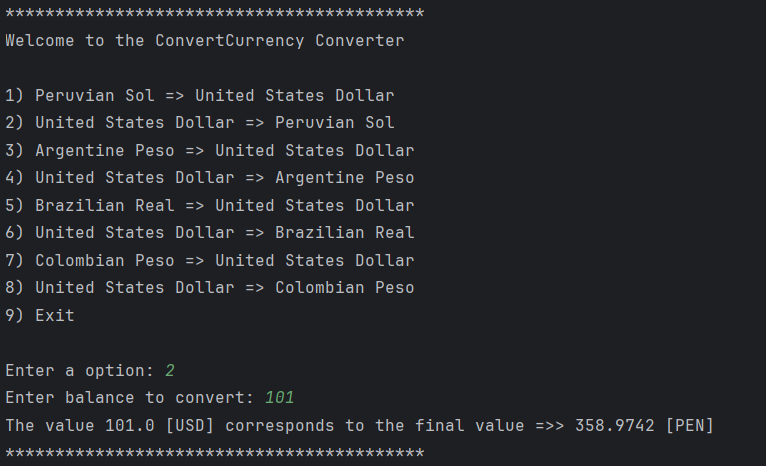 ******************************************
Welcome to the ConvertCurrency Converter
1) Peruvian Sol => United States Dollar
2) United States Dollar => Peruvian Sol
3) Argentine Peso => United States Dollar
4) United States Dollar => Argentine Peso
5) Brazilian Real => United States Dollar
6) United States Dollar => Brazilian Real
7) Colombian Peso => United States Dollar
8) United States Dollar => Colombian Peso
9) Exit
Enter a option: 2
Enter balance to convert: 101
The value 101.0 [USD] corresponds to the final value =>> 358.9742 [PEN]
******************************************